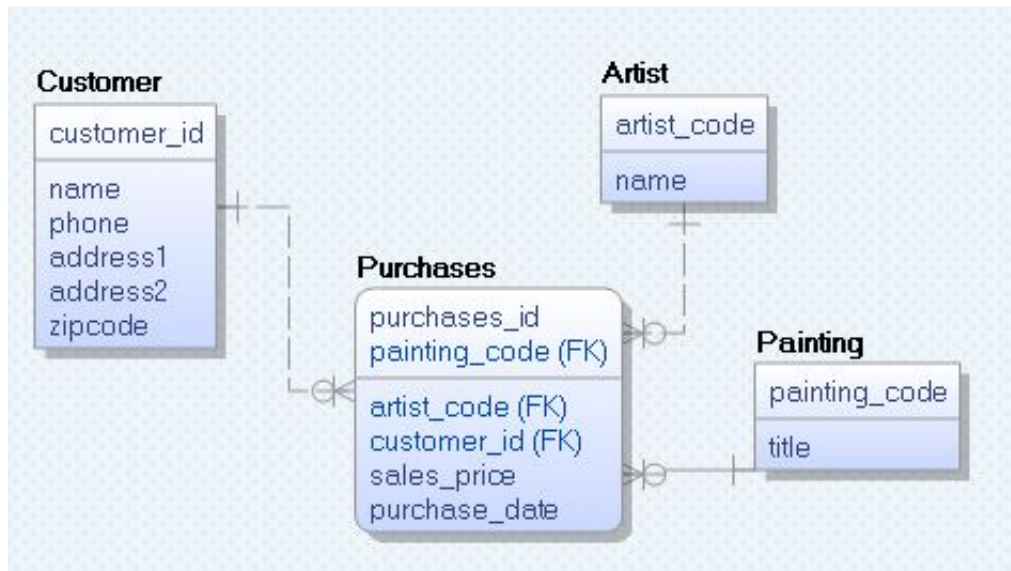 Customer
customer_id
name
phone
address1
address2
zipcode
Artist
artist_code
name
Purchases
purchases_id
painting_code (FK)
artist_code (FK)
customer_id (FK)
sales_price
purchase_date
Painting
painting_code
title